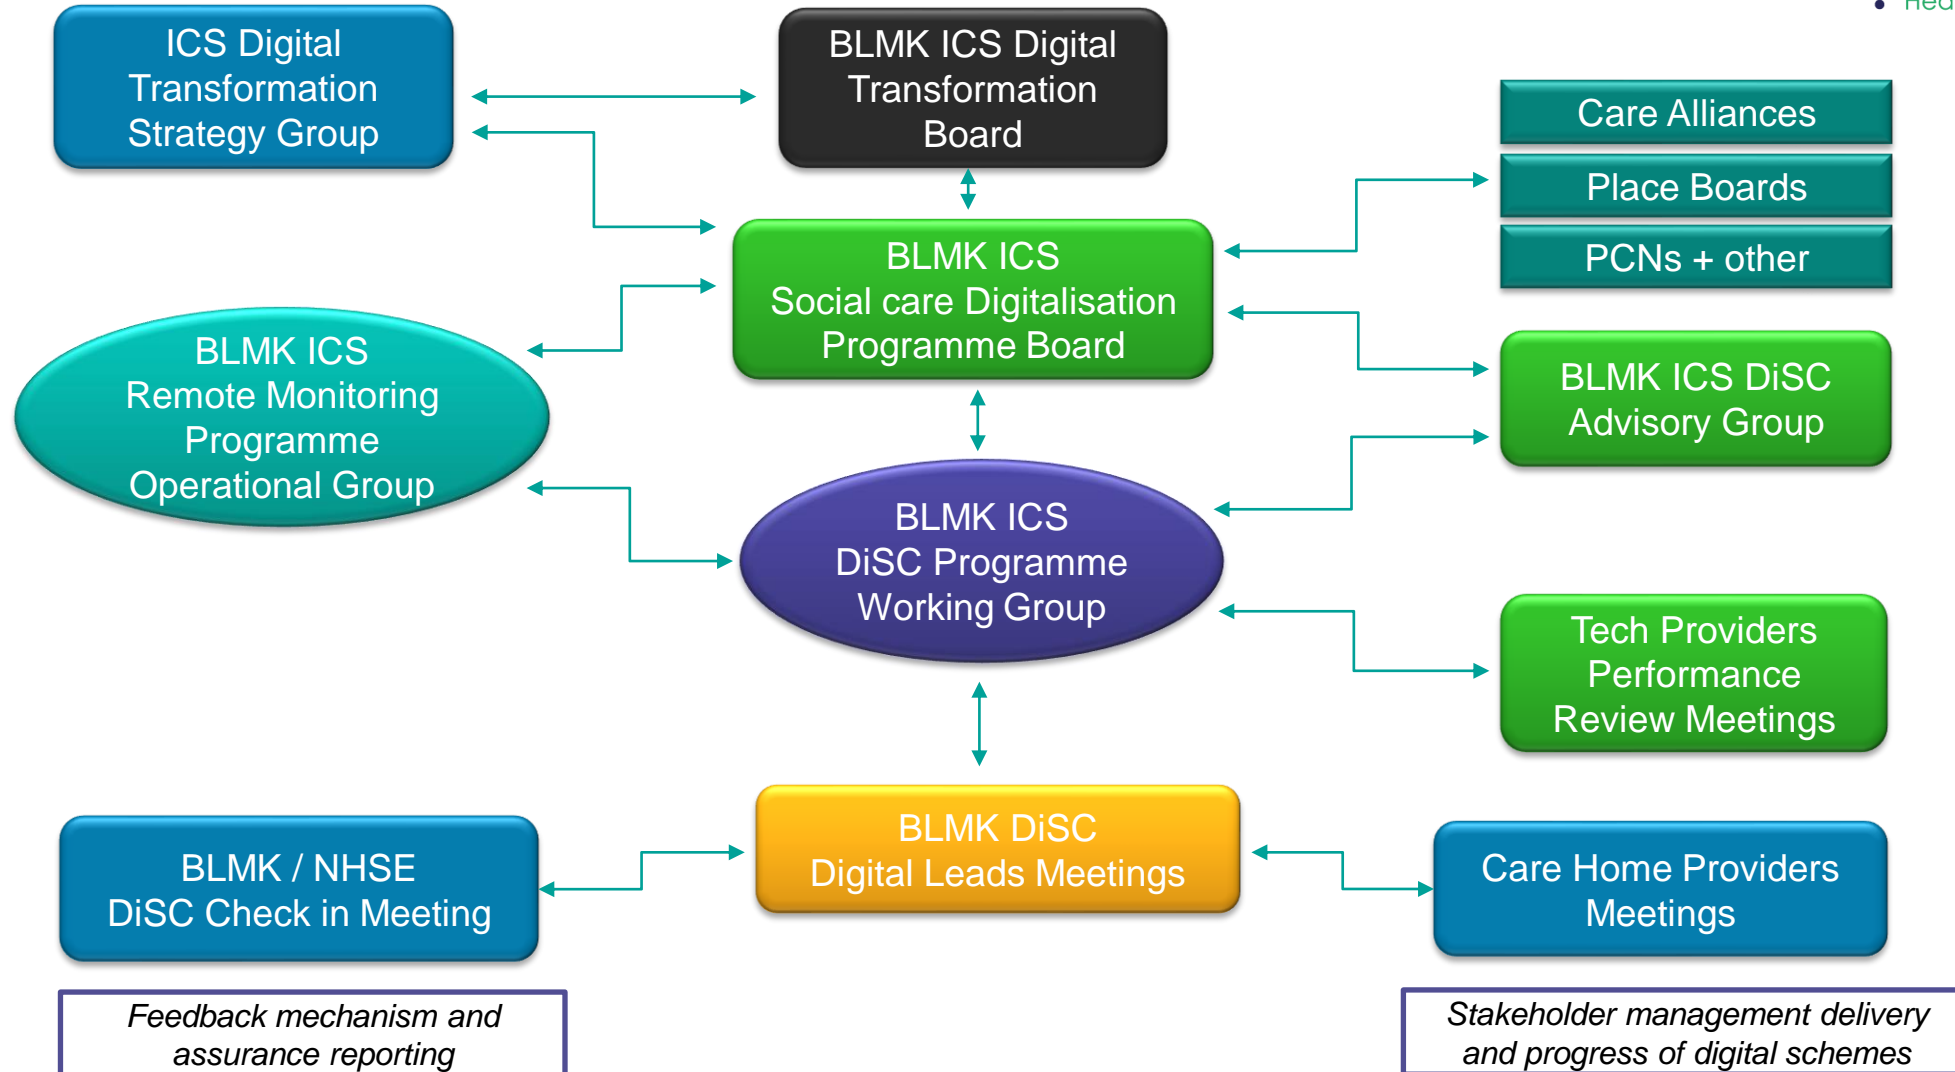 ICS Digital
Transformation
Strategy Group
BLMK ICS Digital
Transformation
Board
Care Alliances
Place Boards
PCNs + other
BLMK ICS
Social care Digitalisation
Programme Board
BLMK ICS
Remote Monitoring
Programme
Operational Group
BLMK ICS DiSC
Advisory Group
BLMK ICS
DiSC Programme
Working Group
Tech Providers
Performance
Review Meetings
BLMK DiSC
Digital Leads Meetings
BLMK / NHSE
DiSC Check in Meeting
Care Home Providers
Meetings
Feedback mechanism and
assurance reporting
Stakeholder management delivery
and progress of digital schemes